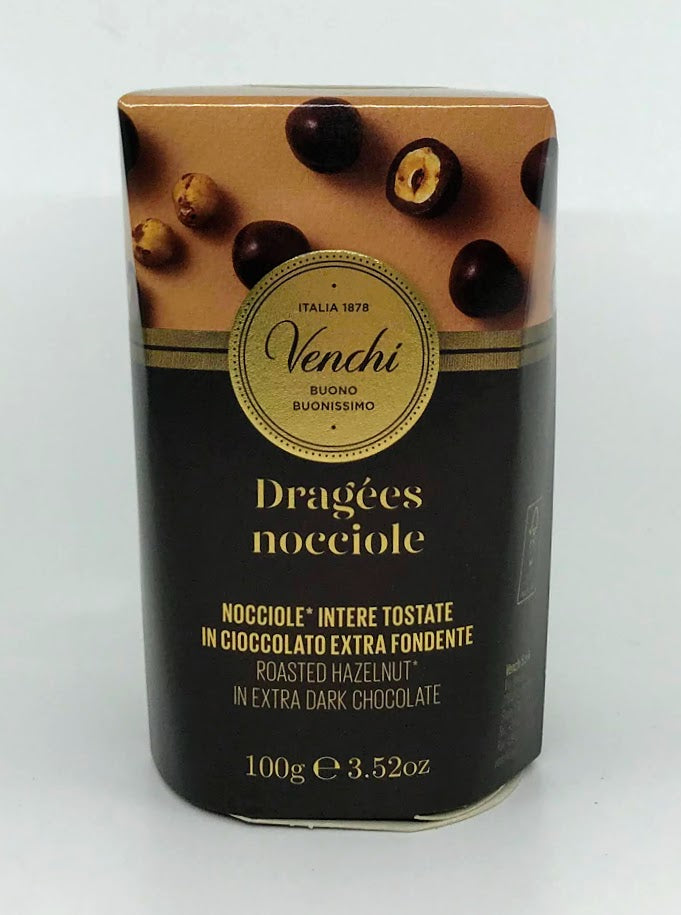 ITALIA 1878
Venchi
BUONO
BUONISSIMO
Dragées
nocciole
NOCCIOLE* INTERE TOSTATE
IN CIOCCOLATO EXTRA FONDENTE
ROASTED HAZELNUT*
IN EXTRA DARK CHOCOLATE
100g ℮ 3.52oz